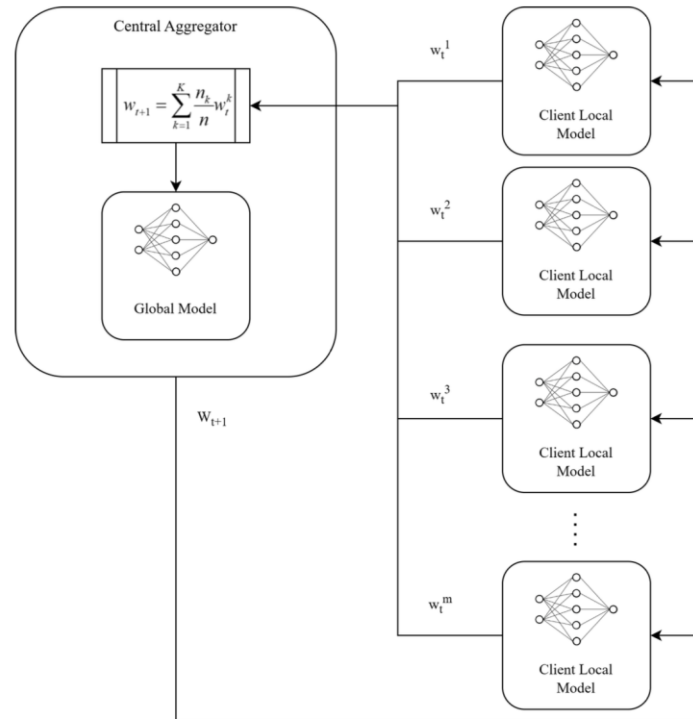 Central Aggregator
w_{t+1} = \sum_{k=1}^{K} \frac{n_k}{n} w_t^k
Global Model
W_{t+1}
w_t^1
Client Local
Model
w_t^2
Client Local
Model
w_t^3
Client Local
Model
w_t^m
Client Local
Model